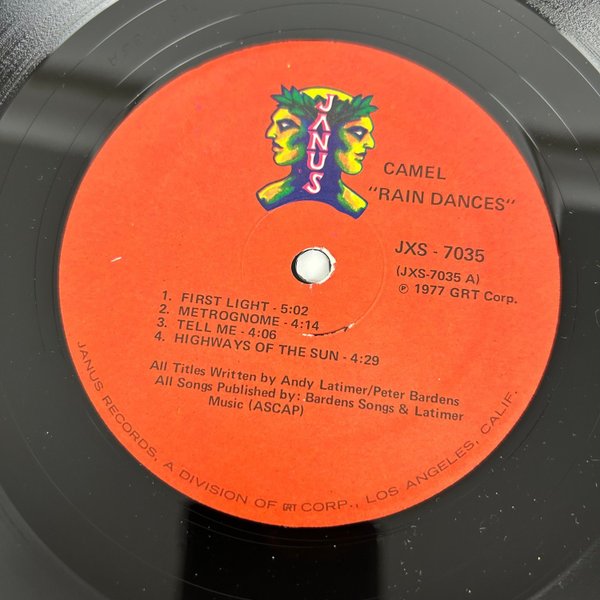 JANUS
CAMEL
"RAIN DANCES"
JXS - 7035
(JXS-7035 A)
℗ 1977 GRT Corp.
1. FIRST LIGHT - 5:02
2. METROGNOME - 4:14
3. TELL ME - 4:06
4. HIGHWAYS OF THE SUN - 4:29
All Titles Written by Andy Latimer/Peter Bardens
All Songs Published by: Bardens Songs & Latimer
Music (ASCAP)
JANUS RECORDS, A DIVISION OF GRT CORP., LOS ANGELES, CALIF.